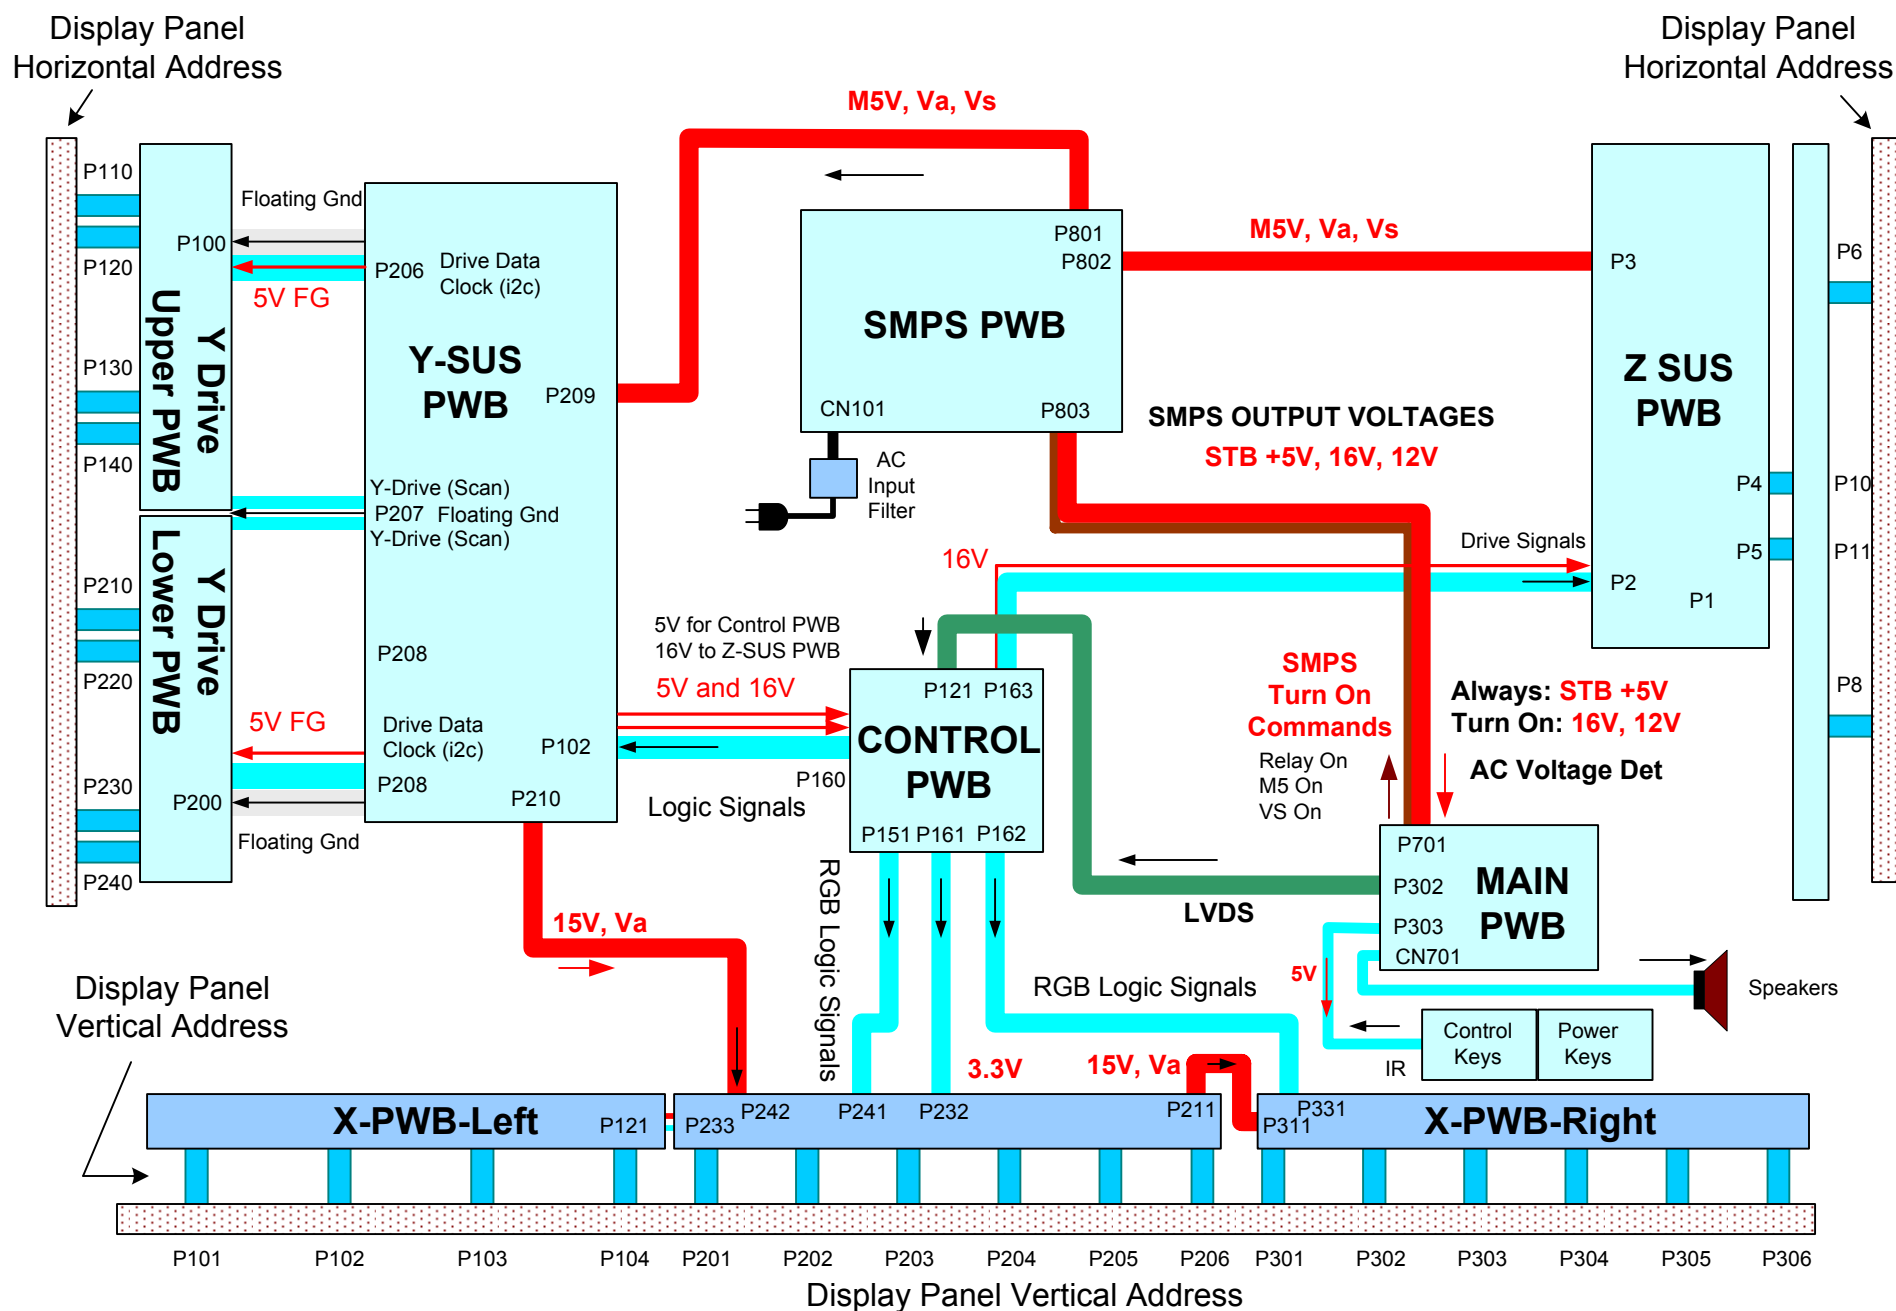 Display Panel
Horizontal Address
Display Panel
Horizontal Address
M5V, Va, Vs
P110
P120
P130
P140
P210
P220
P230
P240
Floating Gnd
P100
5V FG
Y Drive
Upper PWB
P206
Drive Data
Clock (i2c)
Y-SUS
PWB
P209
Y-Drive (Scan)
P207 Floating Gnd
Y-Drive (Scan)
Y Drive
Lower PWB
P208
5V FG
Drive Data
Clock (i2c)
P208
P200
Floating Gnd
P102
P210
P801
P802
SMPS PWB
CN101
P803
AC
Input
Filter
M5V, Va, Vs
SMPS OUTPUT VOLTAGES
STB +5V, 16V, 12V
P3
Z SUS
PWB
P4
P5
P2
P1
P6
P10
P11
P8
Drive Signals
16V
5V for Control PWB
16V to Z-SUS PWB
5V and 16V
P121
P163
CONTROL
PWB
P160
Logic Signals
P151
P161
P162
SMPS
Turn On
Commands
Relay On
M5 On
VS On
Always: STB +5V
Turn On: 16V, 12V
AC Voltage Det
P701
P302
MAIN
PWB
P303
CN701
LVDS
5V
Speakers
Control
Keys
Power
Keys
IR
15V, Va
RGB Logic Signals
RGB Logic Signals
3.3V
15V, Va
Display Panel
Vertical Address
X-PWB-Left
P121
P233
P242
P241
P232
P211
P311
P331
X-PWB-Right
P101
P102
P103
P104
P201
P202
P203
P204
P205
P206
P301
P302
P303
P304
P305
P306
Display Panel Vertical Address